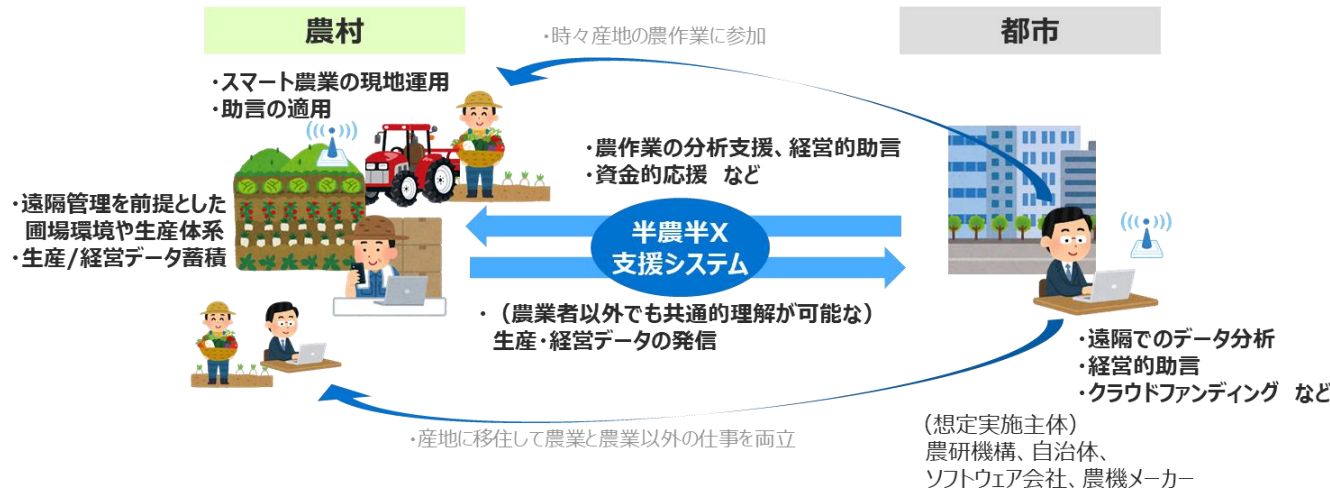 農村
都市
・時々産地の農作業に参加
・スマート農業の現地運用
・助言の適用
・農作業の分析支援、経営的助言
・資金的応援 など
・遠隔管理を前提とした
圃場環境や生産体系
・生産/経営データ蓄積
半農半X
支援システム
・（農業者以外でも共通的理解が可能な）
生産・経営データの発信
・遠隔でのデータ分析
・経営的助言
・クラウドファンディング など
・産地に移住して農業と農業以外の仕事を両立
（想定実施主体）
農研機構、自治体、
ソフトウェア会社、農機メーカー